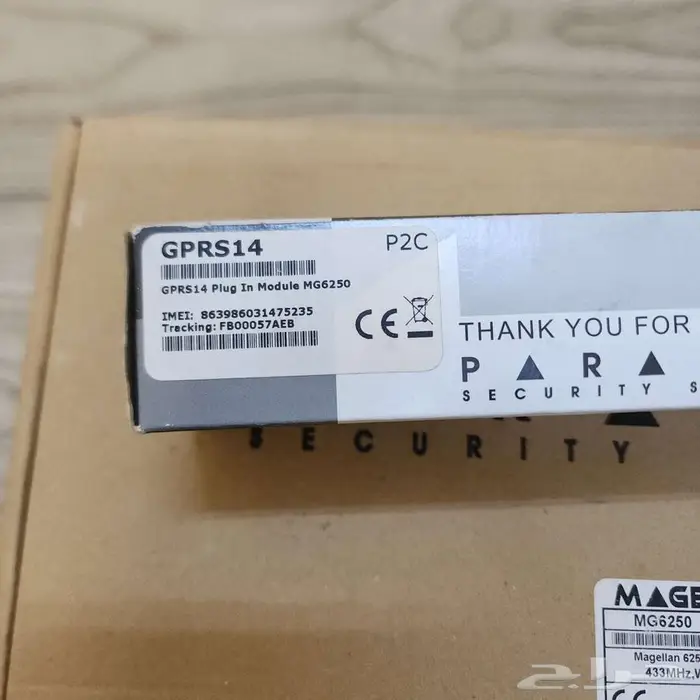 GPRS14
P2C
GPRS14 Plug In Module MG6250
IMEI: 863986031475235
Tracking: FB00057AEB
CE
THANK YOU FOR
PARA
SECURITY S
SECURITY
MAGE
MG6250
Magellan 625
433MHz,
حراج